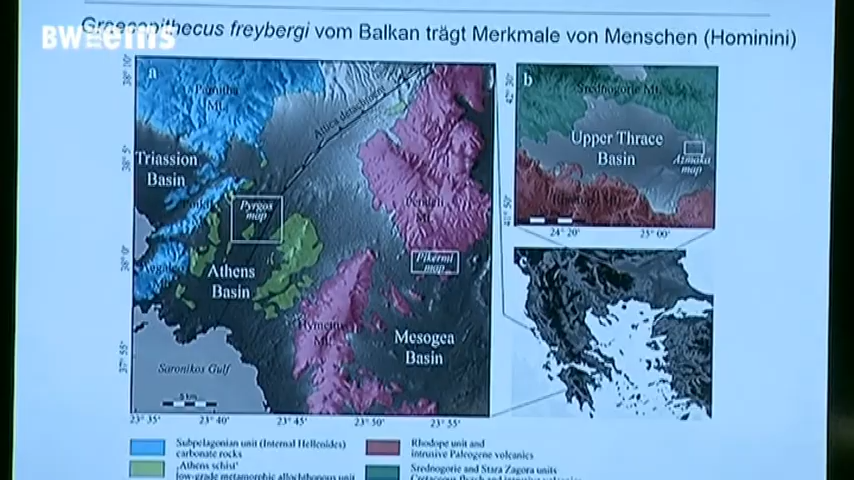 Graecopithecus freybergi vom Balkan trägt Merkmale von Menschen (Hominini)
BW eins
a
Parnitha
Mt.
Attica detachment
Triassion
Basin
Pyrgos
map
Penteli
Mt.
Pikermi
map
Athens
Basin
Hymettus
Mt.
Mesogea
Basin
Saronikos Gulf
5 km
38° 10'
38° 5'
38° 0'
37° 55'
23° 35'
23° 40'
23° 45'
23° 50'
23° 55'
b
Srednogorie Mt.
Upper Thrace
Basin
Azmaka
map
42° 30'
41° 50'
24° 20'
25° 00'
c
Subpelagonian unit (Internal Hellenides)
carbonate rocks
"Athens schist"
low-grade metamorphic allochthonous unit
Rhodope unit and
intrusive Paleogene volcanics
Srednogorie and Stara Zagora units